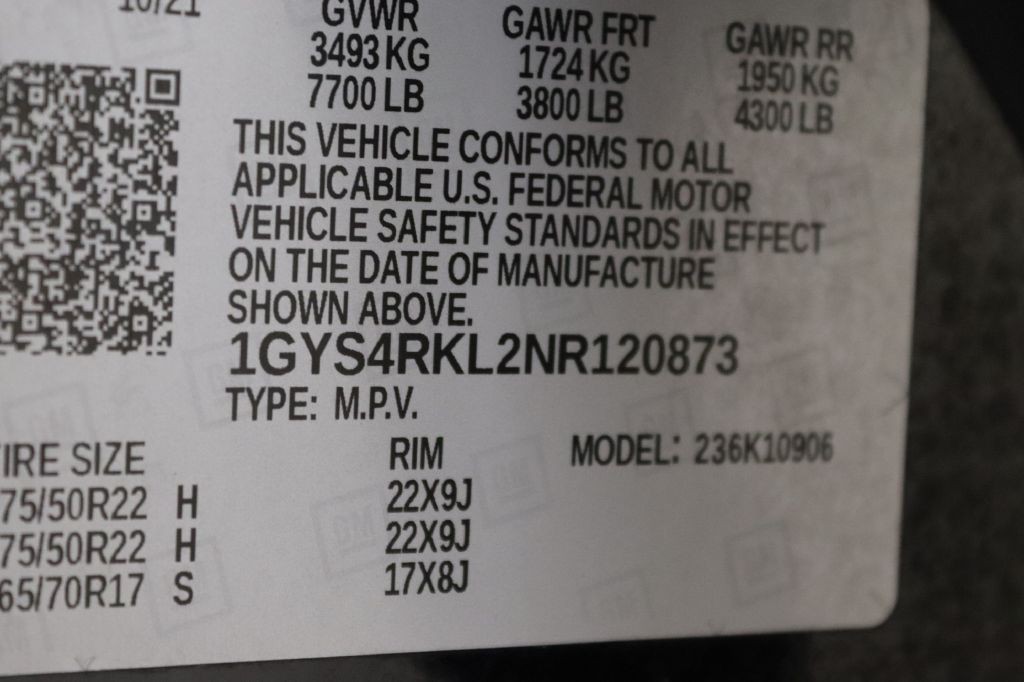 10/21
GVWR GAWR FRT GAWR RR
3493 KG 1724 KG 1950 KG
7700 LB 3800 LB 4300 LB
THIS VEHICLE CONFORMS TO ALL
APPLICABLE U.S. FEDERAL MOTOR
VEHICLE SAFETY STANDARDS IN EFFECT
ON THE DATE OF MANUFACTURE
SHOWN ABOVE.
1GYS4RKL2NR120873
TYPE: M.P.V.
IRE SIZE RIM MODEL: 236K10906
75/50R22 H 22X9J
75/50R22 H 22X9J
65/70R17 S 17X8J